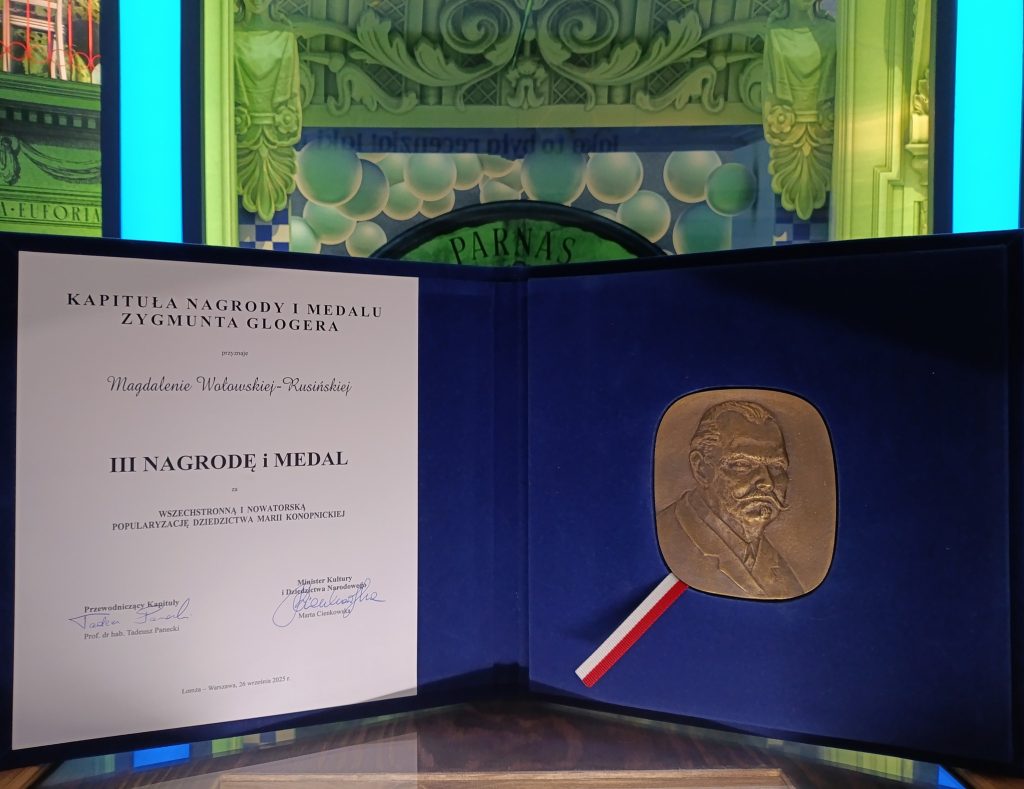 A·EUFORIA
PARNAS
KAPITUŁA NAGRODY I MEDALU
ZYGMUNTA GLOGERA
przyznaje
Magdalenie Wołowskiej-Rusińskiej
III NAGRODĘ i MEDAL
za
WSZECHSTRONNĄ I NOWATORSKĄ
POPULARYZACJĘ DZIEDZICTWA MARII KONOPNICKIEJ
Przewodniczący Kapituły
Prof. dr hab. Tadeusz Panecki
Minister Kultury
i Dziedzictwa Narodowego
Marta Cienkowska
Łomża – Warszawa, 26 września 2025 r.